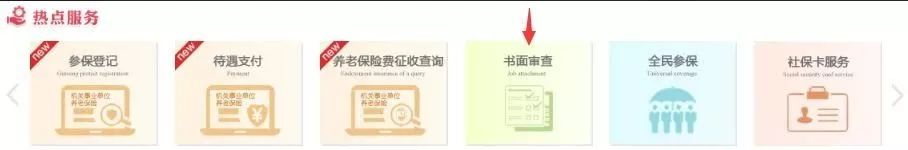 热点服务
new
参保登记
机关事业单位
养老保险
new
待遇支付
Payment
机关事业单位
养老保险
new
养老保险费征收查询
Endowment insurance of a query
机关事业单位
养老保险
书面审查
Job attachment
全民参保
Universal coverage
社保卡服务
Social security card service